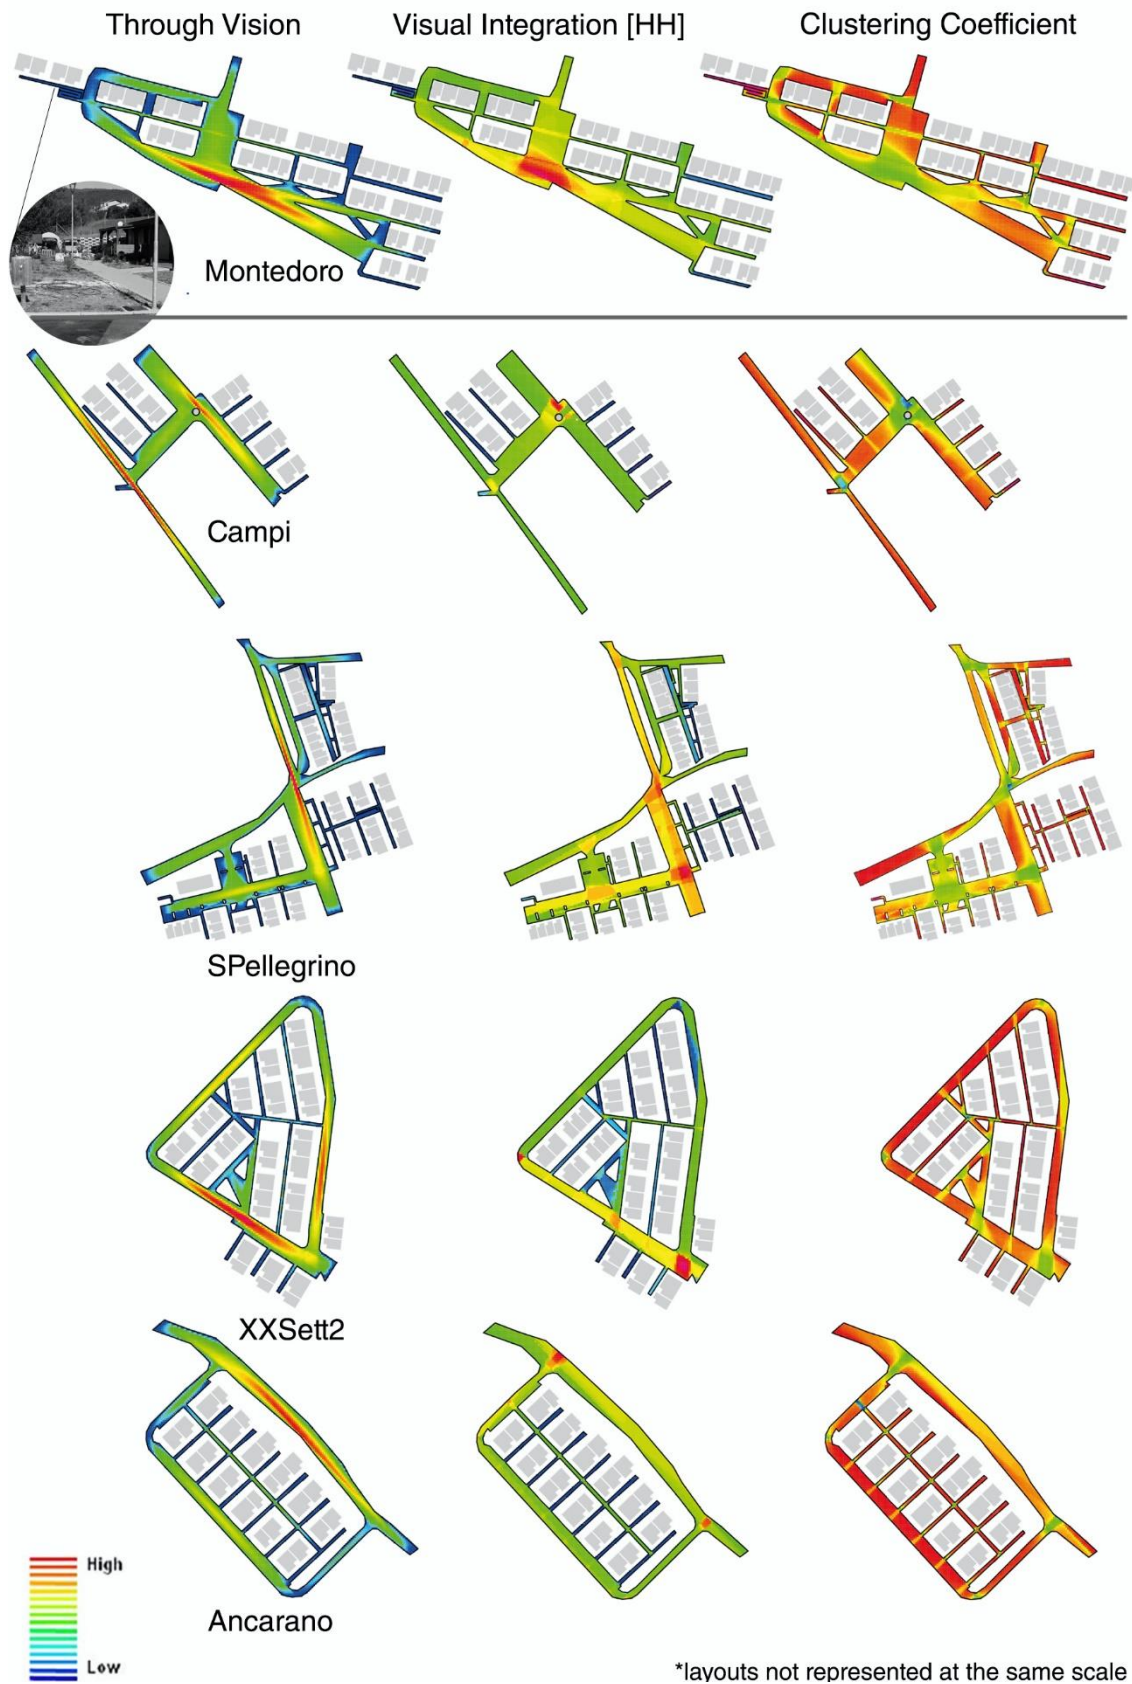 Through Vision
Visual Integration [HH]
Clustering Coefficient
Montedoro
Campi
SPellegrino
XXSett2
Ancarano
High
Low
*layouts not represented at the same scale